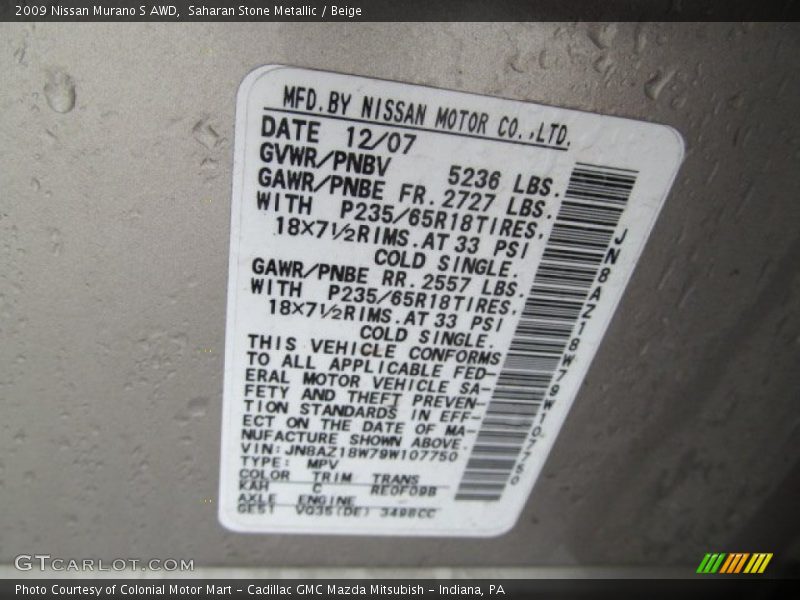 2009 Nissan Murano S AWD, Saharan Stone Metallic / Beige
MFD.BY NISSAN MOTOR CO.,LTD.
DATE 12/07
GVWR/PNBV 5236 LBS.
GAWR/PNBE FR. 2727 LBS.
WITH P235/65R18TIRES.
18×7½RIMS.AT 33 PSI
COLD SINGLE.
GAWR/PNBE RR. 2557 LBS.
WITH P235/65R18TIRES.
18×7½RIMS.AT 33 PSI
COLD SINGLE.
THIS VEHICLE CONFORMS
TO ALL APPLICABLE FED-
ERAL MOTOR VEHICLE SA-
FETY AND THEFT PREVEN-
TION STANDARDS IN EFF-
ECT ON THE DATE OF MA-
NUFACTURE SHOWN ABOVE.
VIN:JN8AZ18W79W107750
TYPE: MPV
COLOR TRIM TRANS
KAH C RE0F09B
AXLE ENGINE
GE51 VQ35(DE) 3498CC
JN8AZ18W79W107750
GTCARLOT.COM
Photo Courtesy of Colonial Motor Mart - Cadillac GMC Mazda Mitsubish - Indiana, PA